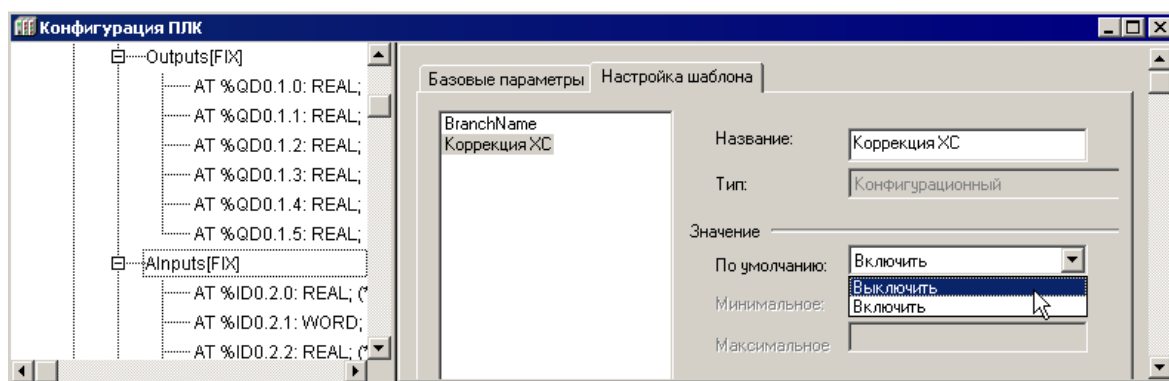 Конфигурация ПЛК
Outputs[FIX]
AT %QD0.1.0: REAL;
AT %QD0.1.1: REAL;
AT %QD0.1.2: REAL;
AT %QD0.1.3: REAL;
AT %QD0.1.4: REAL;
AT %QD0.1.5: REAL;
AInputs[FIX]
AT %ID0.2.0: REAL; (*
AT %ID0.2.1: WORD;
AT %ID0.2.2: REAL; (*
Базовые параметры
Настройка шаблона
BranchName
Коррекция ХС
Название:
Коррекция ХС
Тип:
Конфигурационный
Значение
По умолчанию:
Включить
Выключить
Включить
Минимальное:
Максимальное